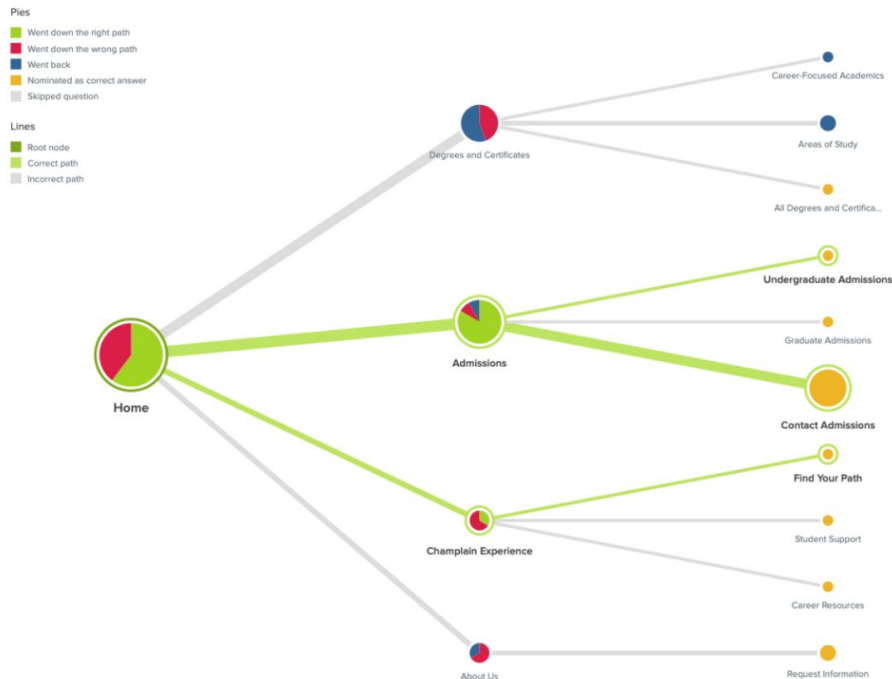 Pies
Went down the right path
Went down the wrong path
Went back
Nominated as correct answer
Skipped question
Lines
Root node
Correct path
Incorrect path
Career-Focused Academics
Degrees and Certificates
Areas of Study
All Degrees and Certifica...
Undergraduate Admissions
Graduate Admissions
Admissions
Home
Contact Admissions
Find Your Path
Champlain Experience
Student Support
Career Resources
About Us
Request Information